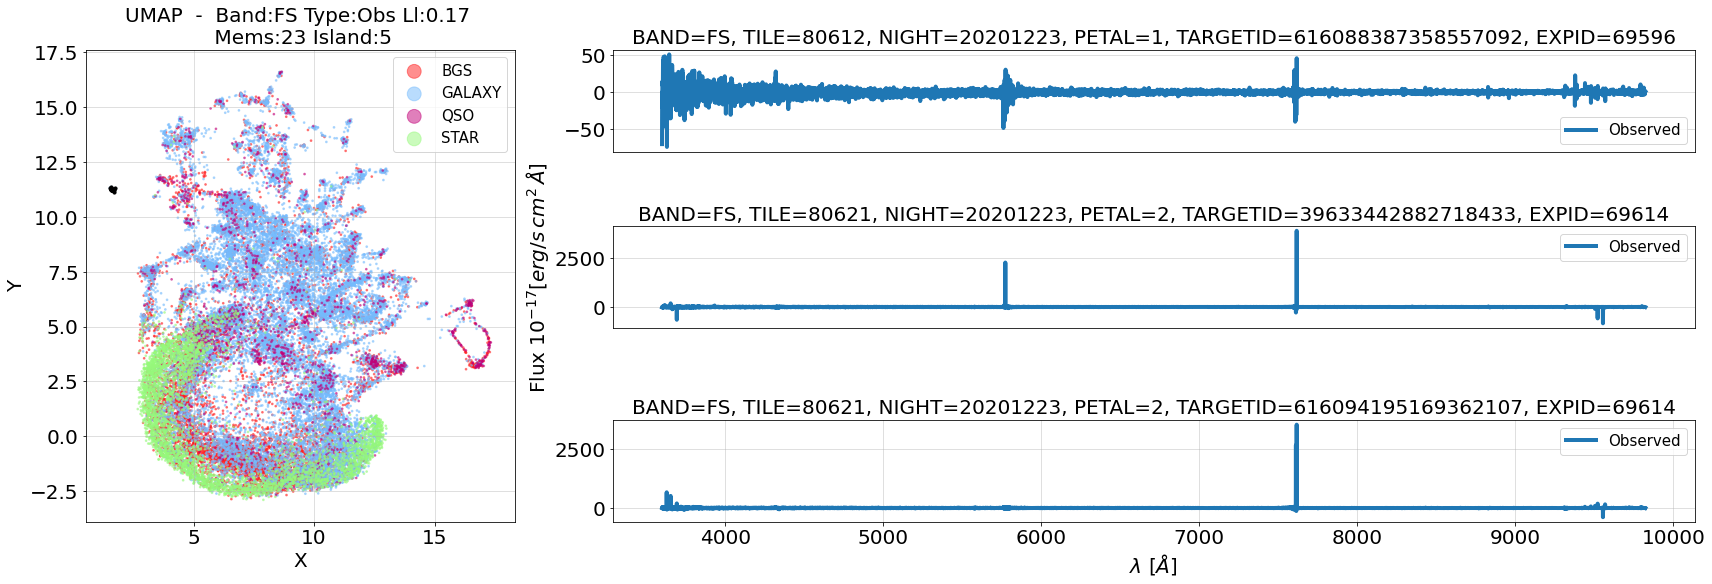 UMAP - Band:FS Type:Obs Ll:0.17
Mems:23 Island:5
17.5
15.0
12.5
10.0
7.5
5.0
2.5
0.0
−2.5
Y
5
10
15
X
BGS
GALAXY
QSO
STAR
Flux 10⁻¹⁷[erg/s cm² Å]
BAND=FS, TILE=80612, NIGHT=20201223, PETAL=1, TARGETID=616088387358557092, EXPID=69596
50
0
−50
Observed
BAND=FS, TILE=80621, NIGHT=20201223, PETAL=2, TARGETID=39633442882718433, EXPID=69614
2500
0
Observed
BAND=FS, TILE=80621, NIGHT=20201223, PETAL=2, TARGETID=616094195169362107, EXPID=69614
2500
0
Observed
4000
5000
6000
7000
8000
9000
10000
λ [Å]